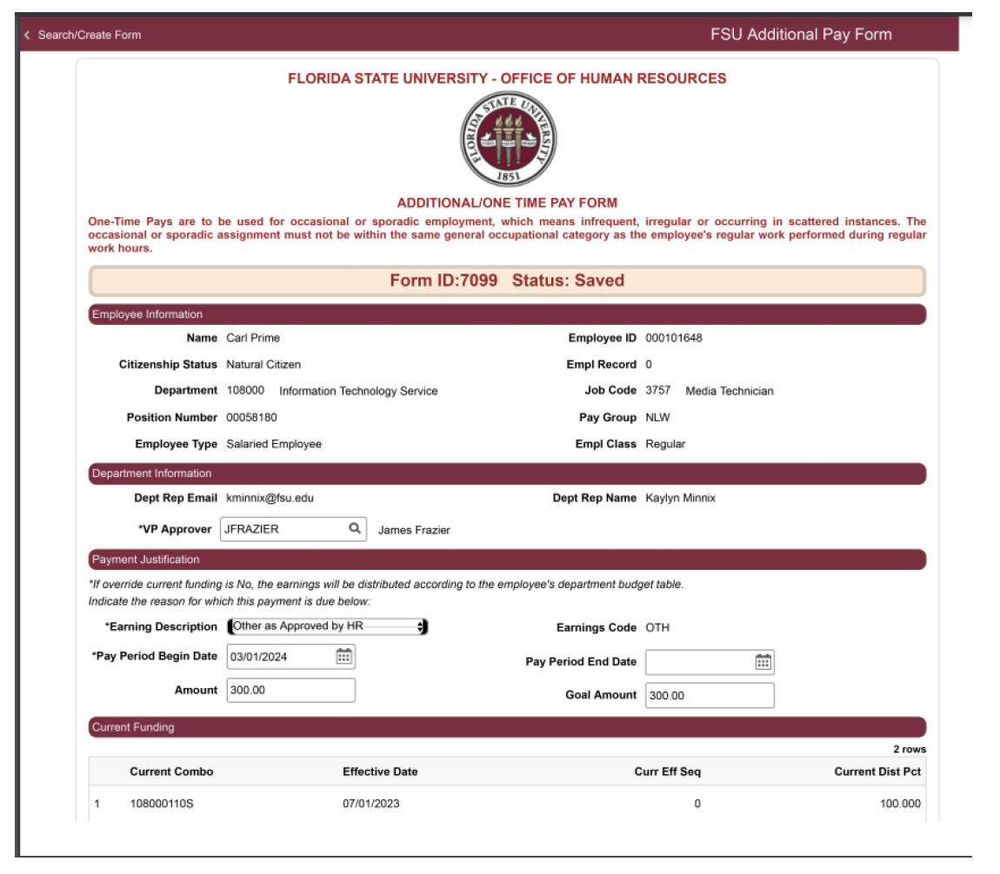 Search/Create Form FSU Additional Pay Form
FLORIDA STATE UNIVERSITY - OFFICE OF HUMAN RESOURCES
FLORIDA STATE UNIVERSITY
1851
ADDITIONAL/ONE TIME PAY FORM
One-Time Pays are to be used for occasional or sporadic employment, which means infrequent, irregular or occurring in scattered instances. The
occasional or sporadic assignment must not be within the same general occupational category as the employee's regular work performed during regular
work hours.
Form ID:7099 Status: Saved
Employee Information
Name Carl Prime Employee ID 000101648
Citizenship Status Natural Citizen Empl Record 0
Department 108000 Information Technology Service Job Code 3757 Media Technician
Position Number 00058180 Pay Group NLW
Employee Type Salaried Employee Empl Class Regular
Department Information
Dept Rep Email kminnix@fsu.edu Dept Rep Name Kaylyn Minnix
*VP Approver JFRAZIER James Frazier
Payment Justification
*If override current funding is No, the earnings will be distributed according to the employee's department budget table.
Indicate the reason for which this payment is due below:
*Earning Description Other as Approved by HR Earnings Code OTH
*Pay Period Begin Date 03/01/2024 Pay Period End Date
Amount 300.00 Goal Amount 300.00
Current Funding
2 rows
Current Combo Effective Date Curr Eff Seq Current Dist Pct
1 108000110S 07/01/2023 0 100.000